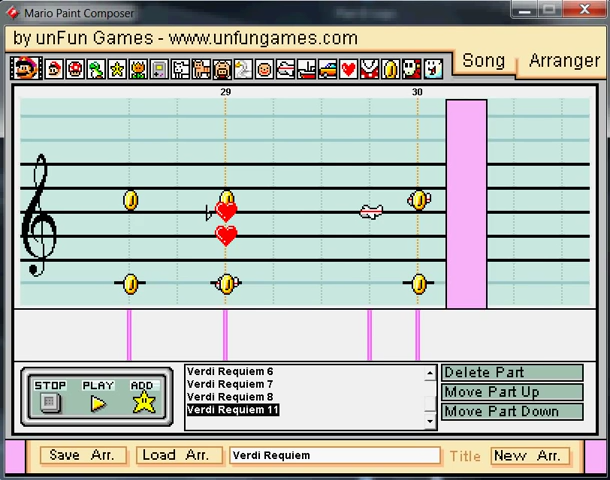 Mario Paint Composer
by unFun Games - www.unfungames.com
Song
Arranger
29
30
Verdi Requiem 6
Verdi Requiem 7
Verdi Requiem 8
Verdi Requiem 11
STOP
PLAY
ADD
Delete Part
Move Part Up
Move Part Down
Save Arr.
Load Arr.
Verdi Requiem
Title
New Arr.